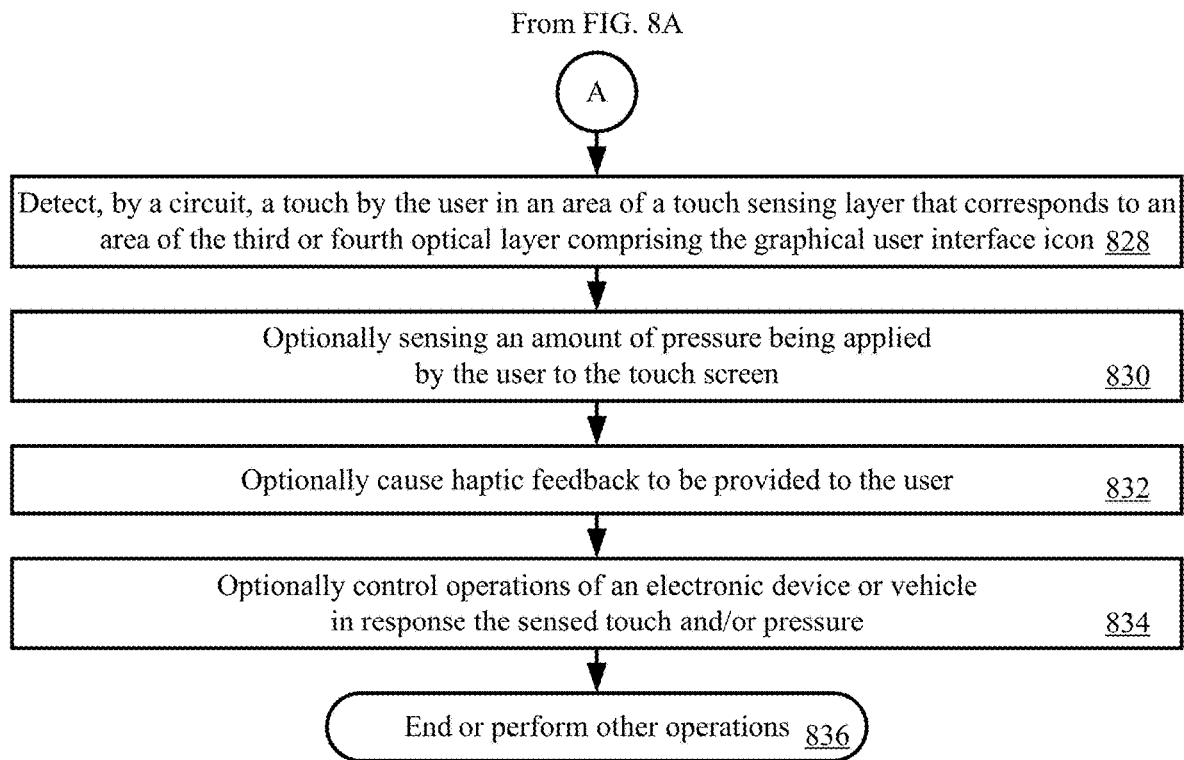 From FIG. 8A
A
Detect, by a circuit, a touch by the user in an area of a touch sensing layer that corresponds to an
area of the third or fourth optical layer comprising the graphical user interface icon 828
Optionally sensing an amount of pressure being applied
by the user to the touch screen 830
Optionally cause haptic feedback to be provided to the user 832
Optionally control operations of an electronic device or vehicle
in response the sensed touch and/or pressure 834
End or perform other operations 836